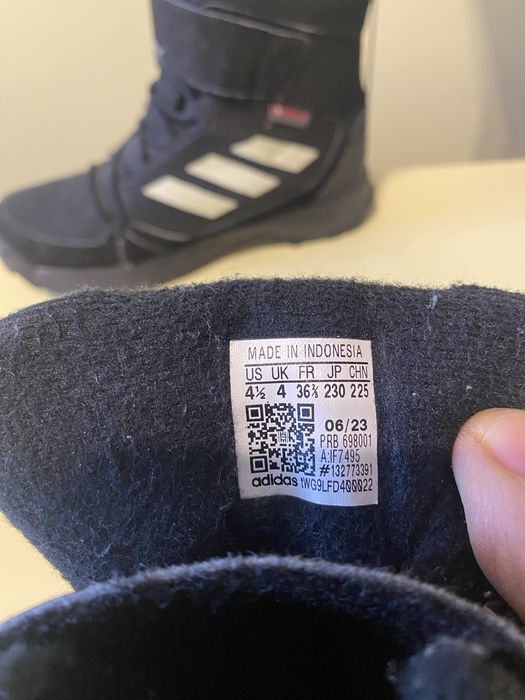 MADE IN INDONESIA
US UK FR JP CHN
4½ 4 36⅔ 230 225
06/23
PRB 698001
A:IF7495
#132773391
adidas tWG9LFD400022